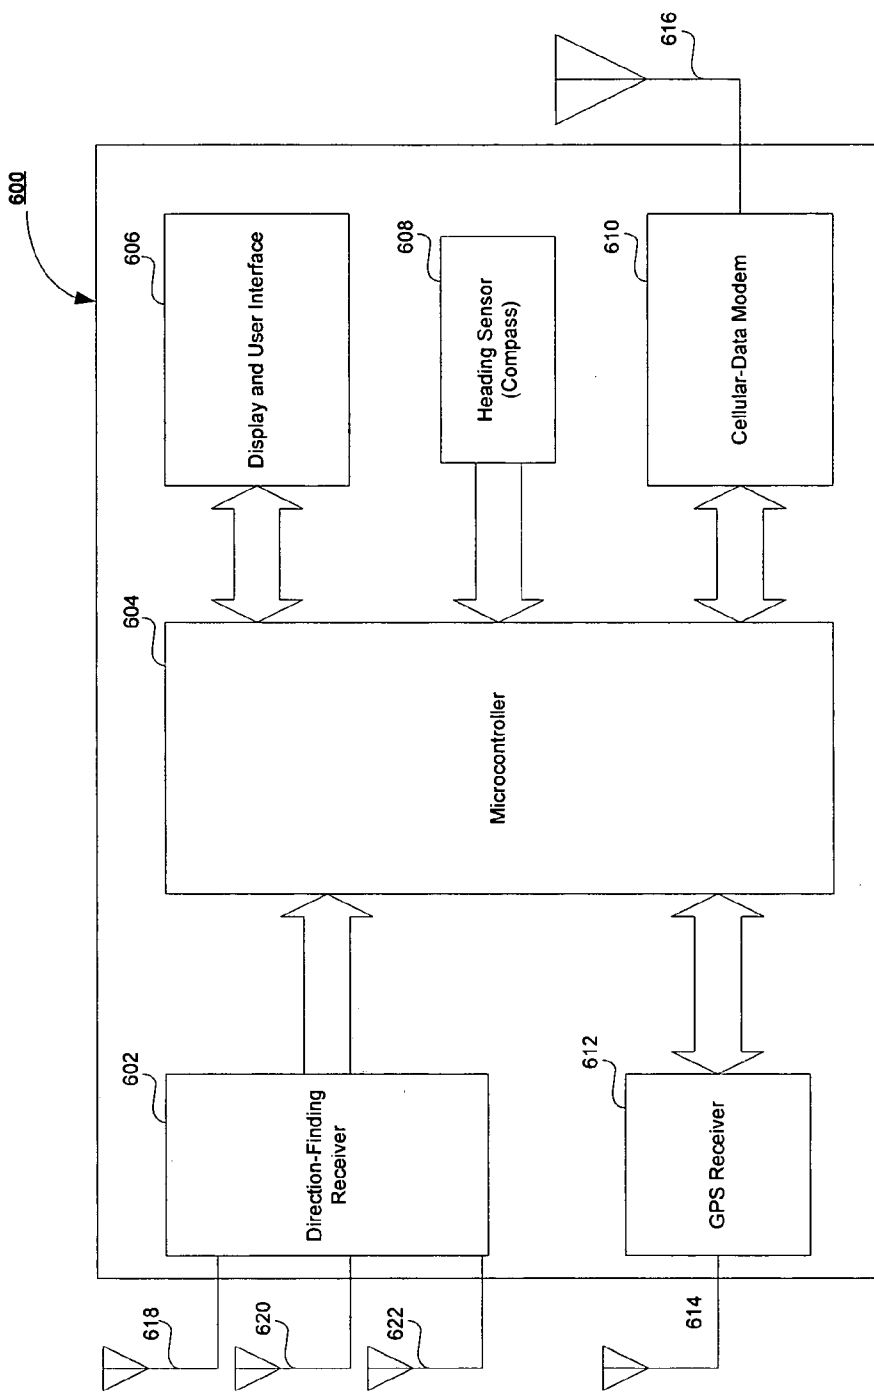 600
602
Direction-Finding
Receiver
604
Microcontroller
606
Display and User Interface
608
Heading Sensor
(Compass)
610
Cellular-Data Modem
612
GPS Receiver
614
616
618
620
622